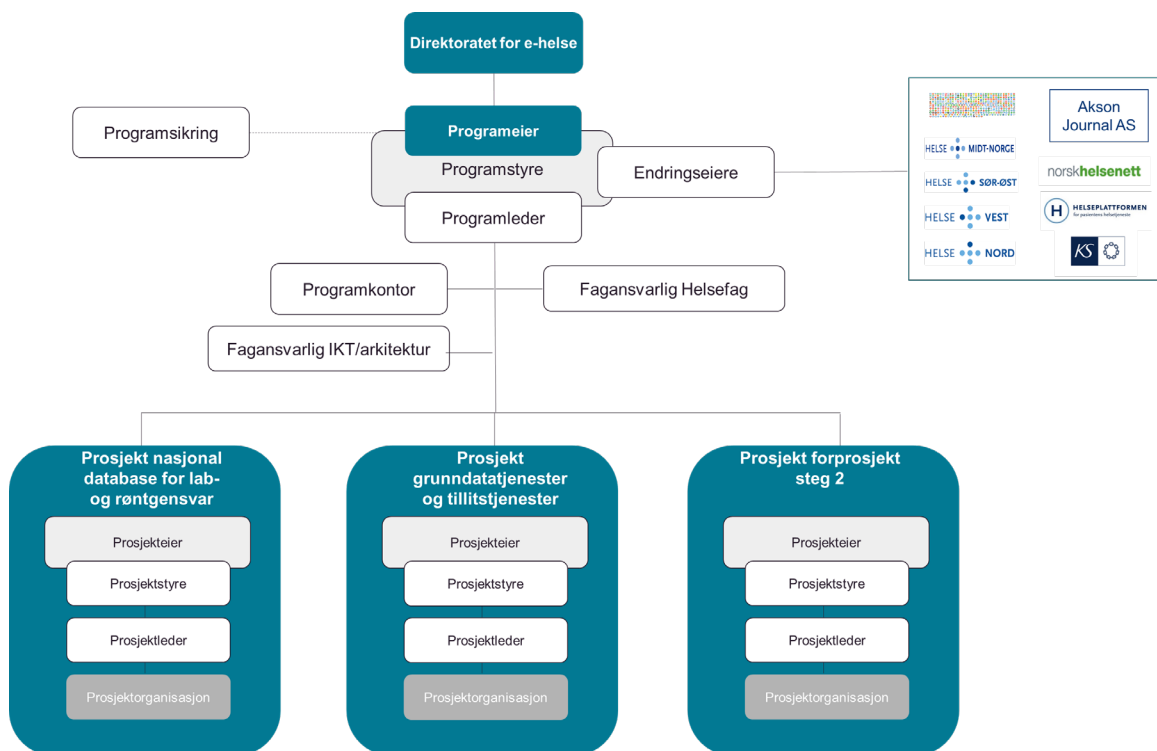 Direktoratet for e-helse
Programsikring
Programeier
Programstyre
Endringseiere
Programleder
Akson
Journal AS
HELSE MIDT-NORGE
norskhelsenett
HELSE SØR-ØST
HELSEPLATTFORMEN
for pasientens helsetjeneste
H
HELSE VEST
HELSE NORD
KS
Programkontor
Fagansvarlig Helsefag
Fagansvarlig IKT/arkitektur
Prosjekt nasjonal
database for lab-
og røntgensvar
Prosjekteier
Prosjektstyre
Prosjektleder
Prosjektorganisasjon
Prosjekt
grunndatatjenester
og tillitstjenester
Prosjekteier
Prosjektstyre
Prosjektleder
Prosjektorganisasjon
Prosjekt forprosjekt
steg 2
Prosjekteier
Prosjektstyre
Prosjektleder
Prosjektorganisasjon